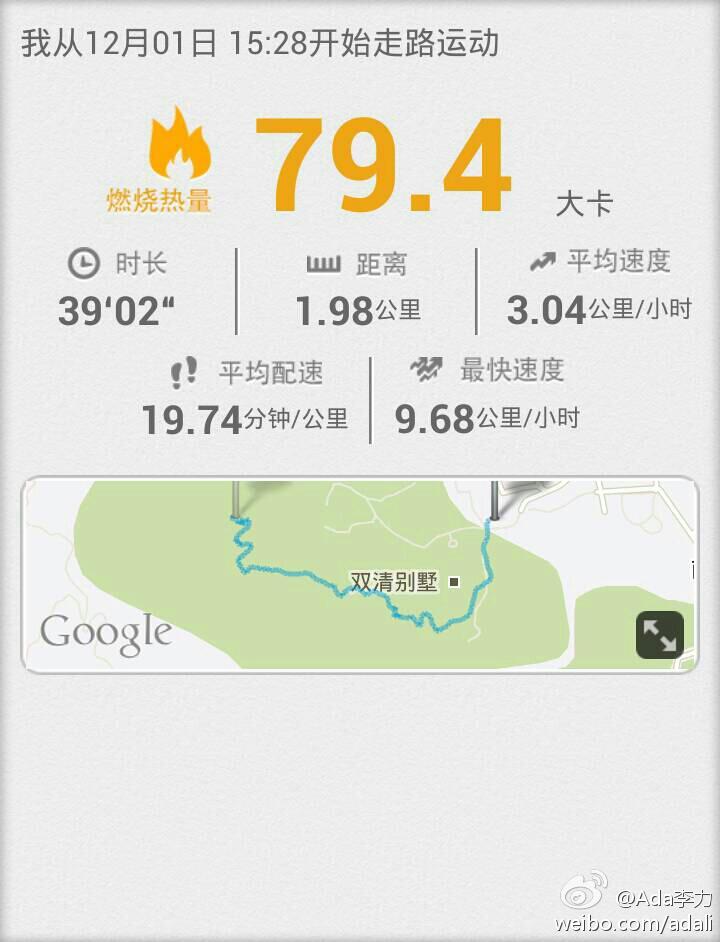 我从12月01日 15:28开始走路运动
燃烧热量 79.4 大卡
时长 距离 平均速度
39‘02“ 1.98公里 3.04公里/小时
平均配速 最快速度
19.74分钟/公里 9.68公里/小时
双清别墅
Google
@Ada李力
weibo.com/adali